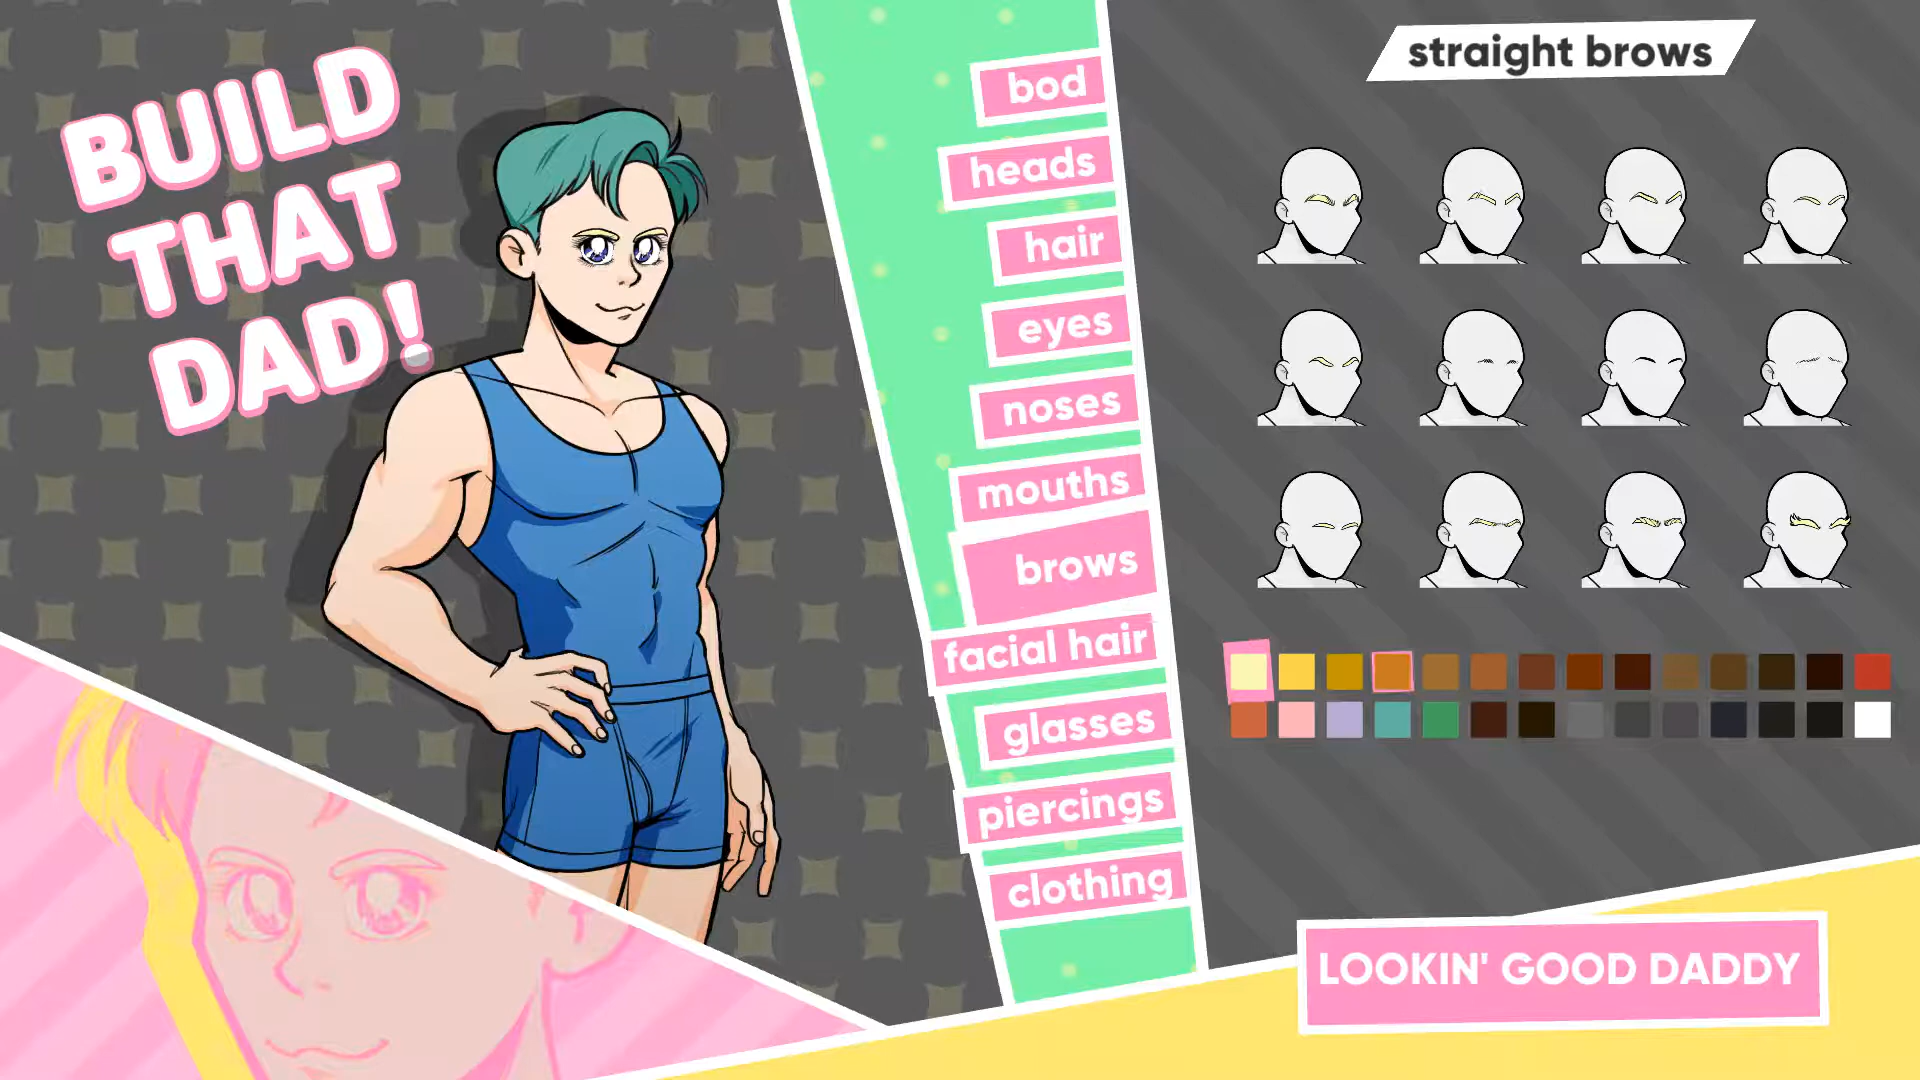 BUILD
THAT
DAD!
bod
heads
hair
eyes
noses
mouths
brows
facial hair
glasses
piercings
clothing
straight brows
LOOKIN' GOOD DADDY